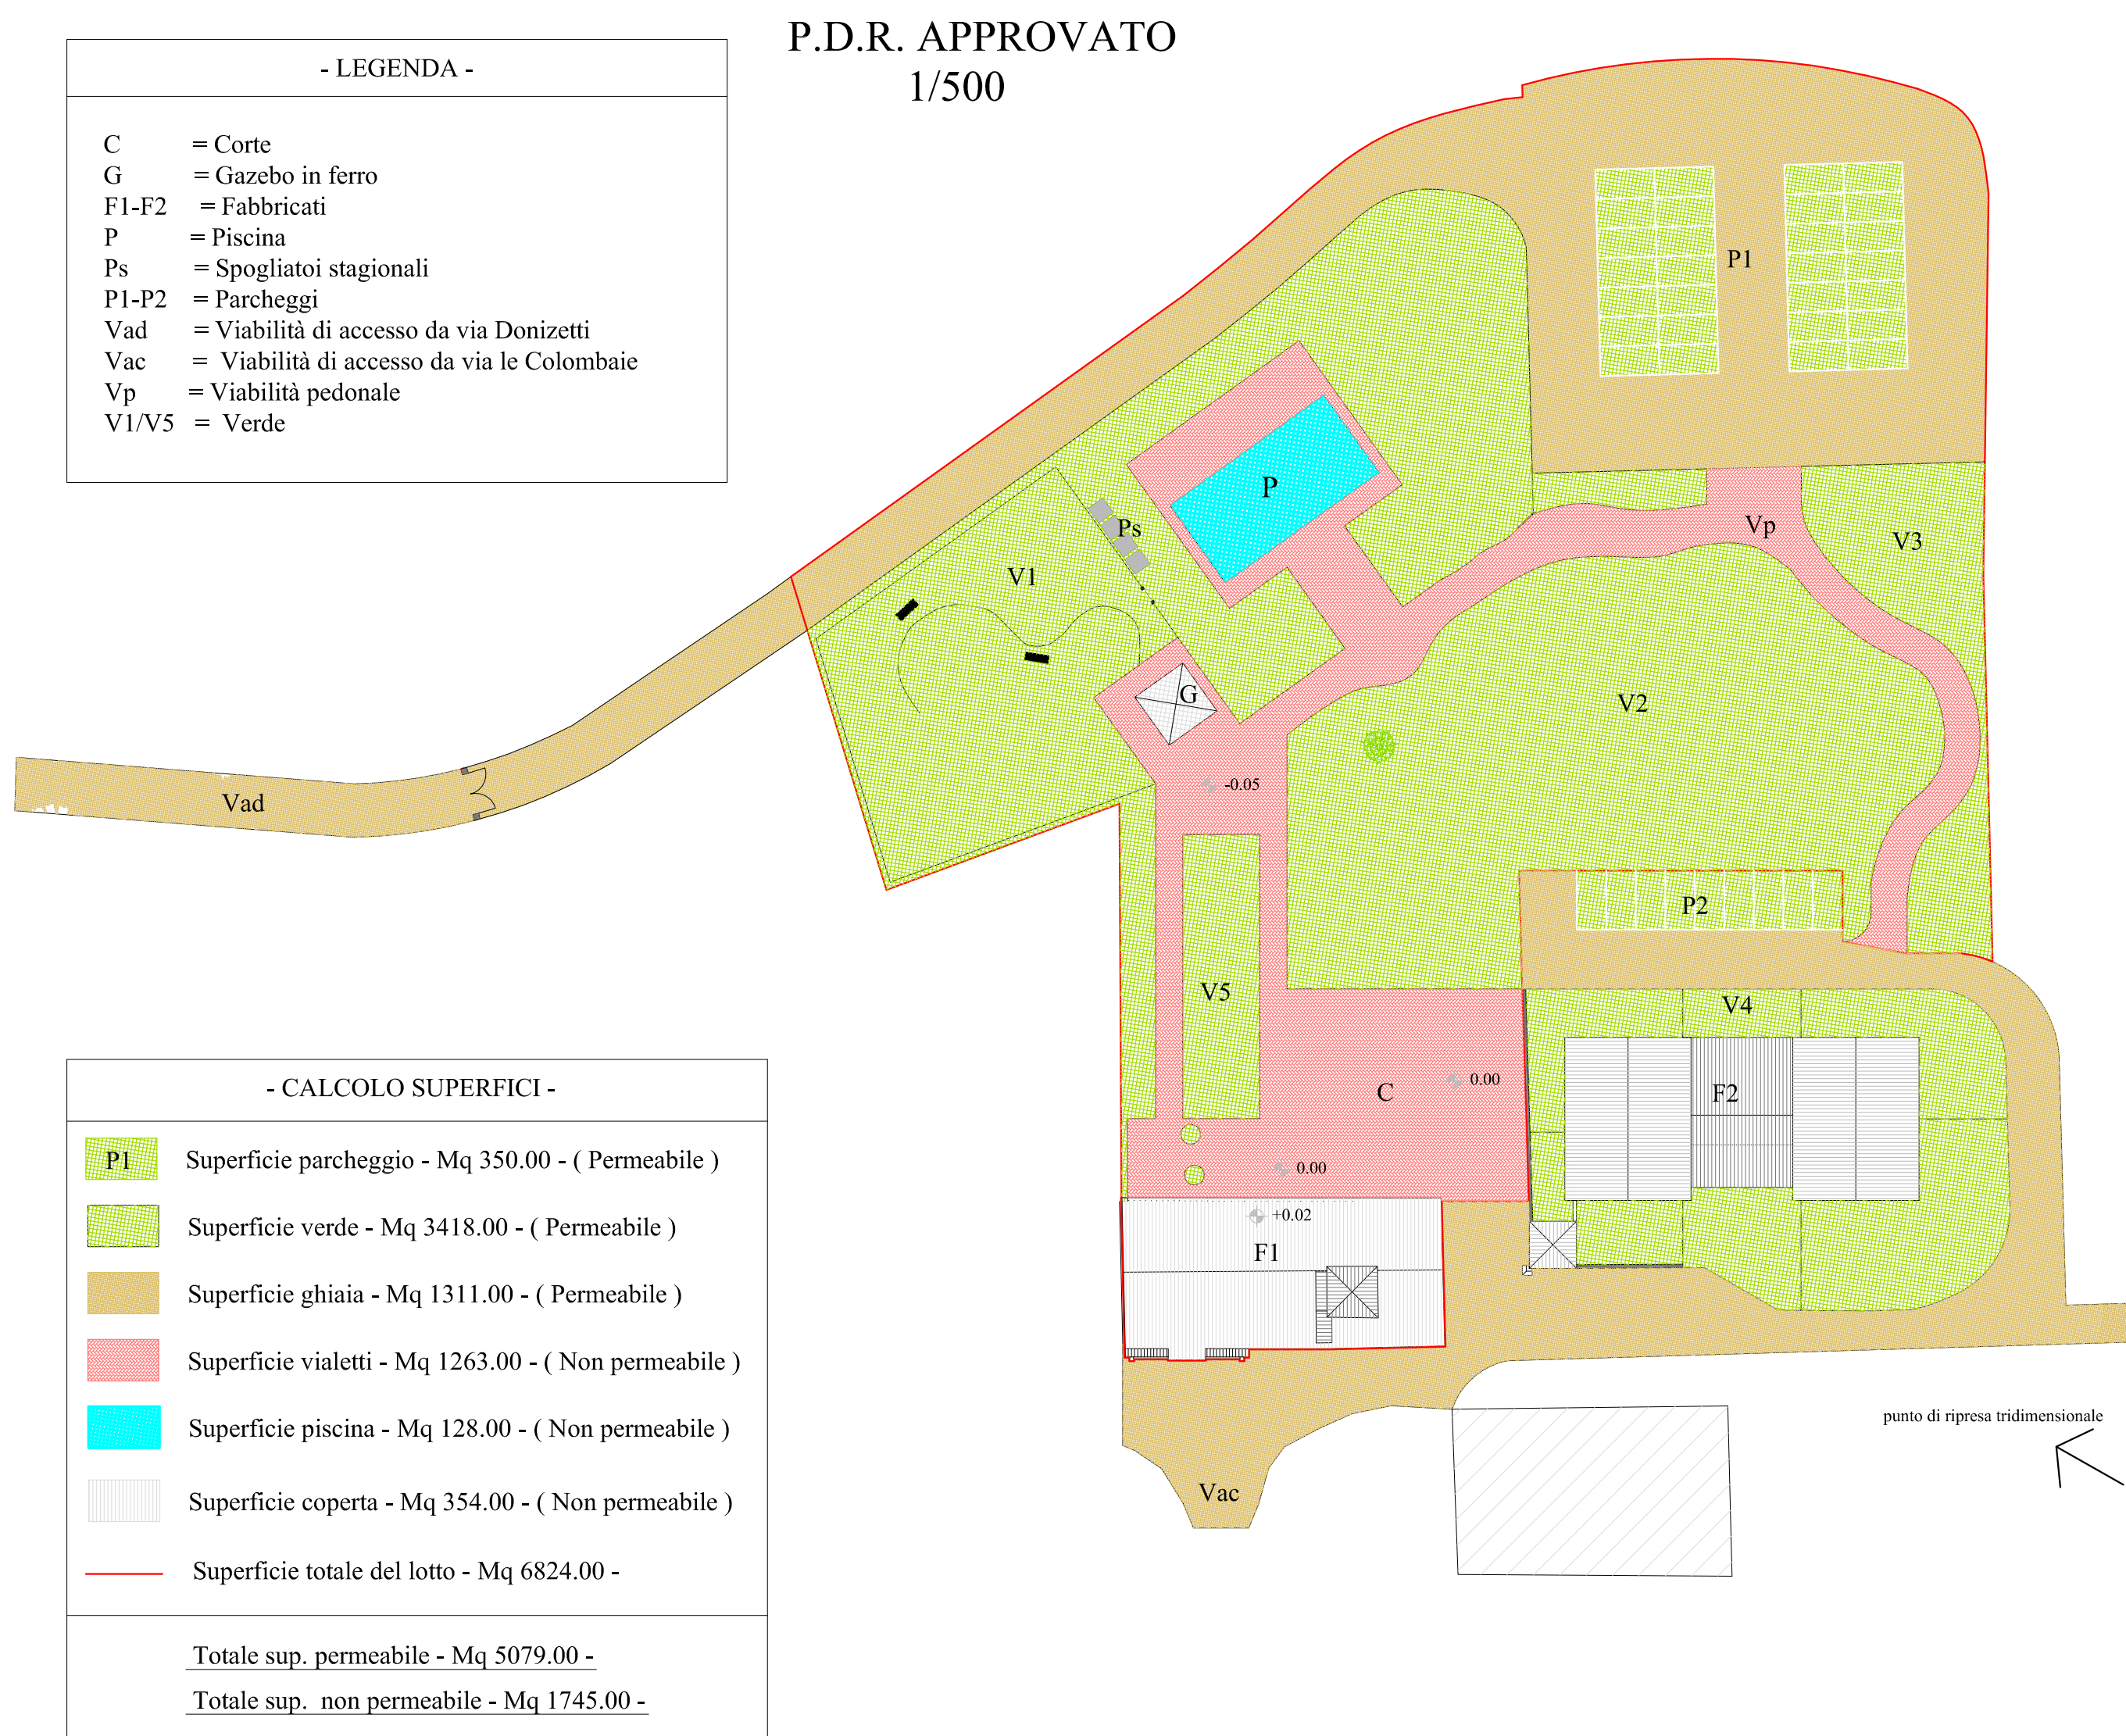 P.D.R. APPROVATO
1/500
- LEGENDA -
C = Corte
G = Gazebo in ferro
F1-F2 = Fabbricati
P = Piscina
Ps = Spogliatoi stagionali
P1-P2 = Parcheggi
Vad = Viabilità di accesso da via Donizetti
Vac = Viabilità di accesso da via le Colombaie
Vp = Viabilità pedonale
V1/V5 = Verde
P1
P
Ps
Vp
V3
V1
G
V2
-0.05
Vad
P2
V5
V4
C
0.00
F2
0.00
+0.02
F1
Vac
punto di ripresa tridimensionale
- CALCOLO SUPERFICI -
P1 Superficie parcheggio - Mq 350.00 - ( Permeabile )
Superficie verde - Mq 3418.00 - ( Permeabile )
Superficie ghiaia - Mq 1311.00 - ( Permeabile )
Superficie vialetti - Mq 1263.00 - ( Non permeabile )
Superficie piscina - Mq 128.00 - ( Non permeabile )
Superficie coperta - Mq 354.00 - ( Non permeabile )
Superficie totale del lotto - Mq 6824.00 -
Totale sup. permeabile - Mq 5079.00 -
Totale sup. non permeabile - Mq 1745.00 -